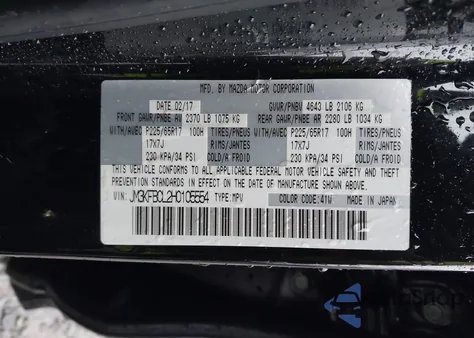 MFD. BY MAZDA MOTOR CORPORATION
DATE 02/17 GVWR/PNBV 4643 LB 2106 KG
FRONT GAWR/PNBE AV 2370 LB 1075 KG REAR GAWR/PNBE AR 2280 LB 1034 KG
WITH/AVEC P225/65R17 100H TIRES/PNEUS WITH/AVEC P225/65R17 100H TIRES/PNEUS
17X7J RIMS/JANTES 17X7J RIMS/JANTES
230 KPA/34 PSI COLD/A FROID 230 KPA/34 PSI COLD/A FROID
THIS VEHICLE CONFORMS TO ALL APPLICABLE FEDERAL MOTOR VEHICLE SAFETY AND THEFT
PREVENTION STANDARDS IN EFFECT ON THE DATE OF MANUFACTURE SHOWN ABOVE.
VIN: JM3KFBCL2H0105554 TYPE:MPV COLOR CODE:41W MADE IN JAPAN